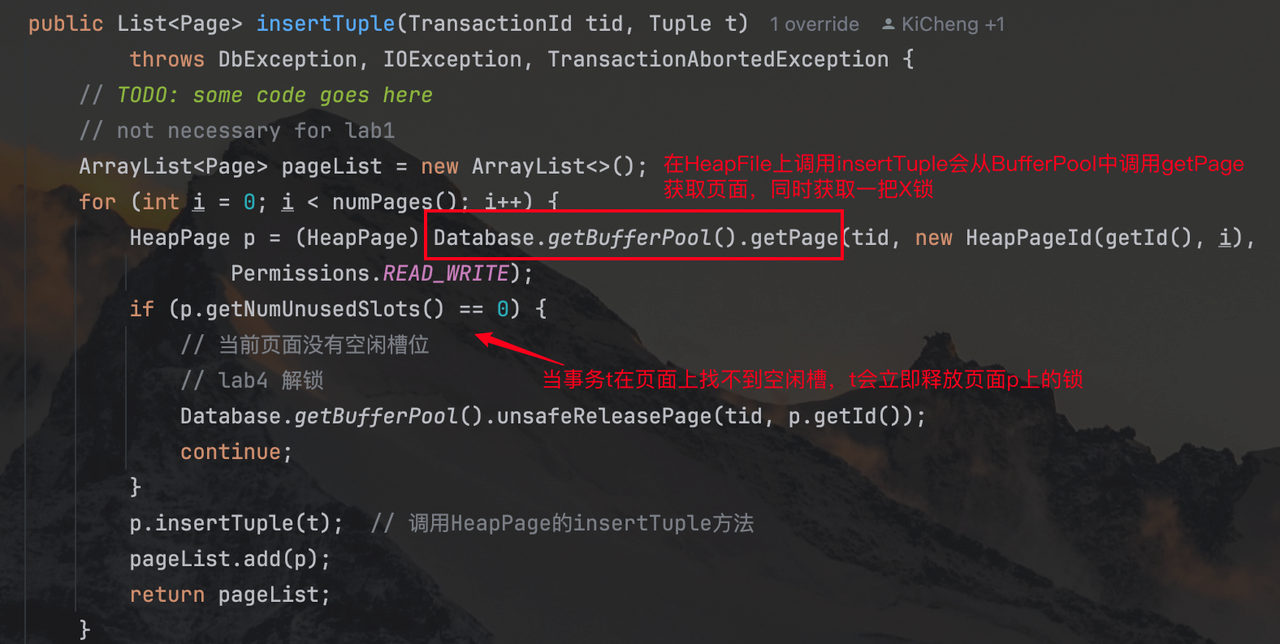 public List<Page> insertTuple(TransactionId tid, Tuple t) 1 override KiCheng +1
throws DbException, IOException, TransactionAbortedException {
// TODO: some code goes here
// not necessary for lab1
ArrayList<Page> pageList = new ArrayList<>(); 在HeapFile上调用insertTuple会从BufferPool中调用getPage
获取页面，同时获取一把X锁
for (int i = 0; i < numPages(); i++) {
HeapPage p = (HeapPage) Database.getBufferPool().getPage(tid, new HeapPageId(getId(), i),
Permissions.READ_WRITE);
if (p.getNumUnusedSlots() == 0) {
// 当前页面没有空闲槽位
// lab4 解锁
当事务t在页面上找不到空闲槽，t会立即释放页面p上的锁
Database.getBufferPool().unsafeReleasePage(tid, p.getId());
continue;
}
p.insertTuple(t); // 调用HeapPage的insertTuple方法
pageList.add(p);
return pageList;
}